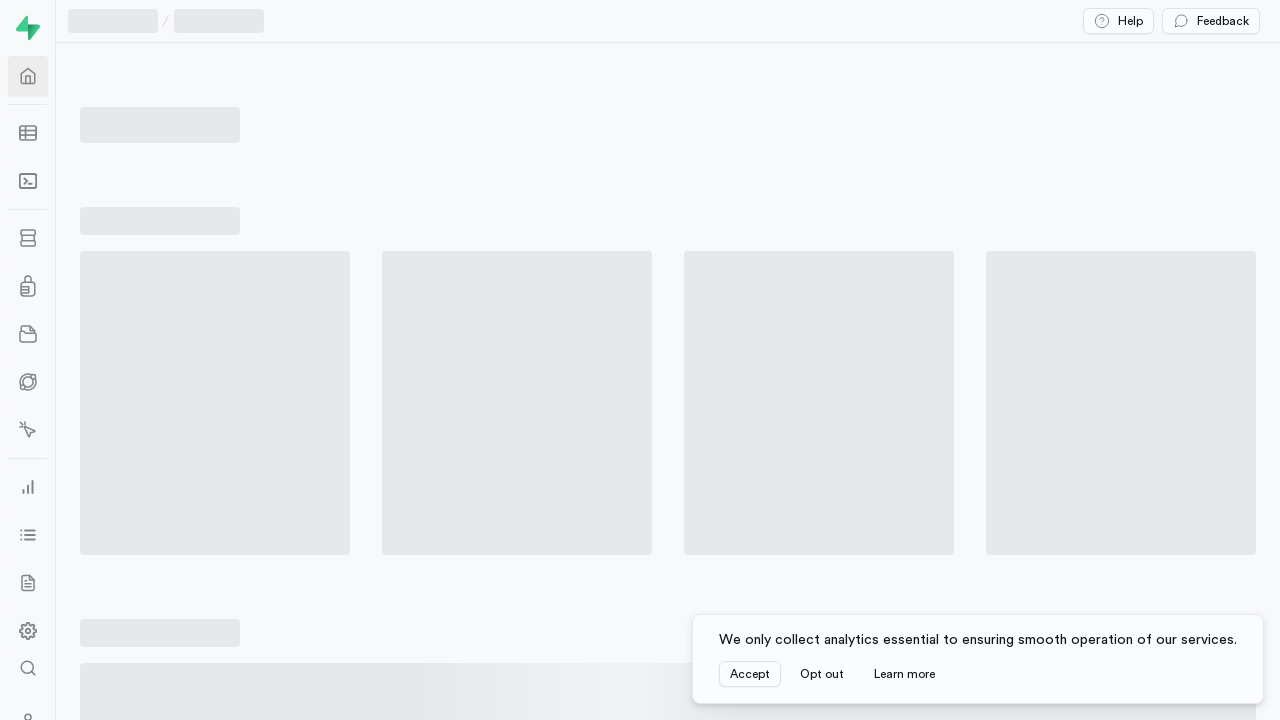 Help
Feedback
We only collect analytics essential to ensuring smooth operation of our services.
Accept
Opt out
Learn more